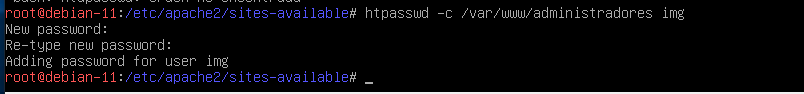 root@debian-11:/etc/apache2/sites-available# htpasswd -c /var/www/administradores img
New password:
Re-type new password:
Adding password for user img
root@debian-11:/etc/apache2/sites-available# _